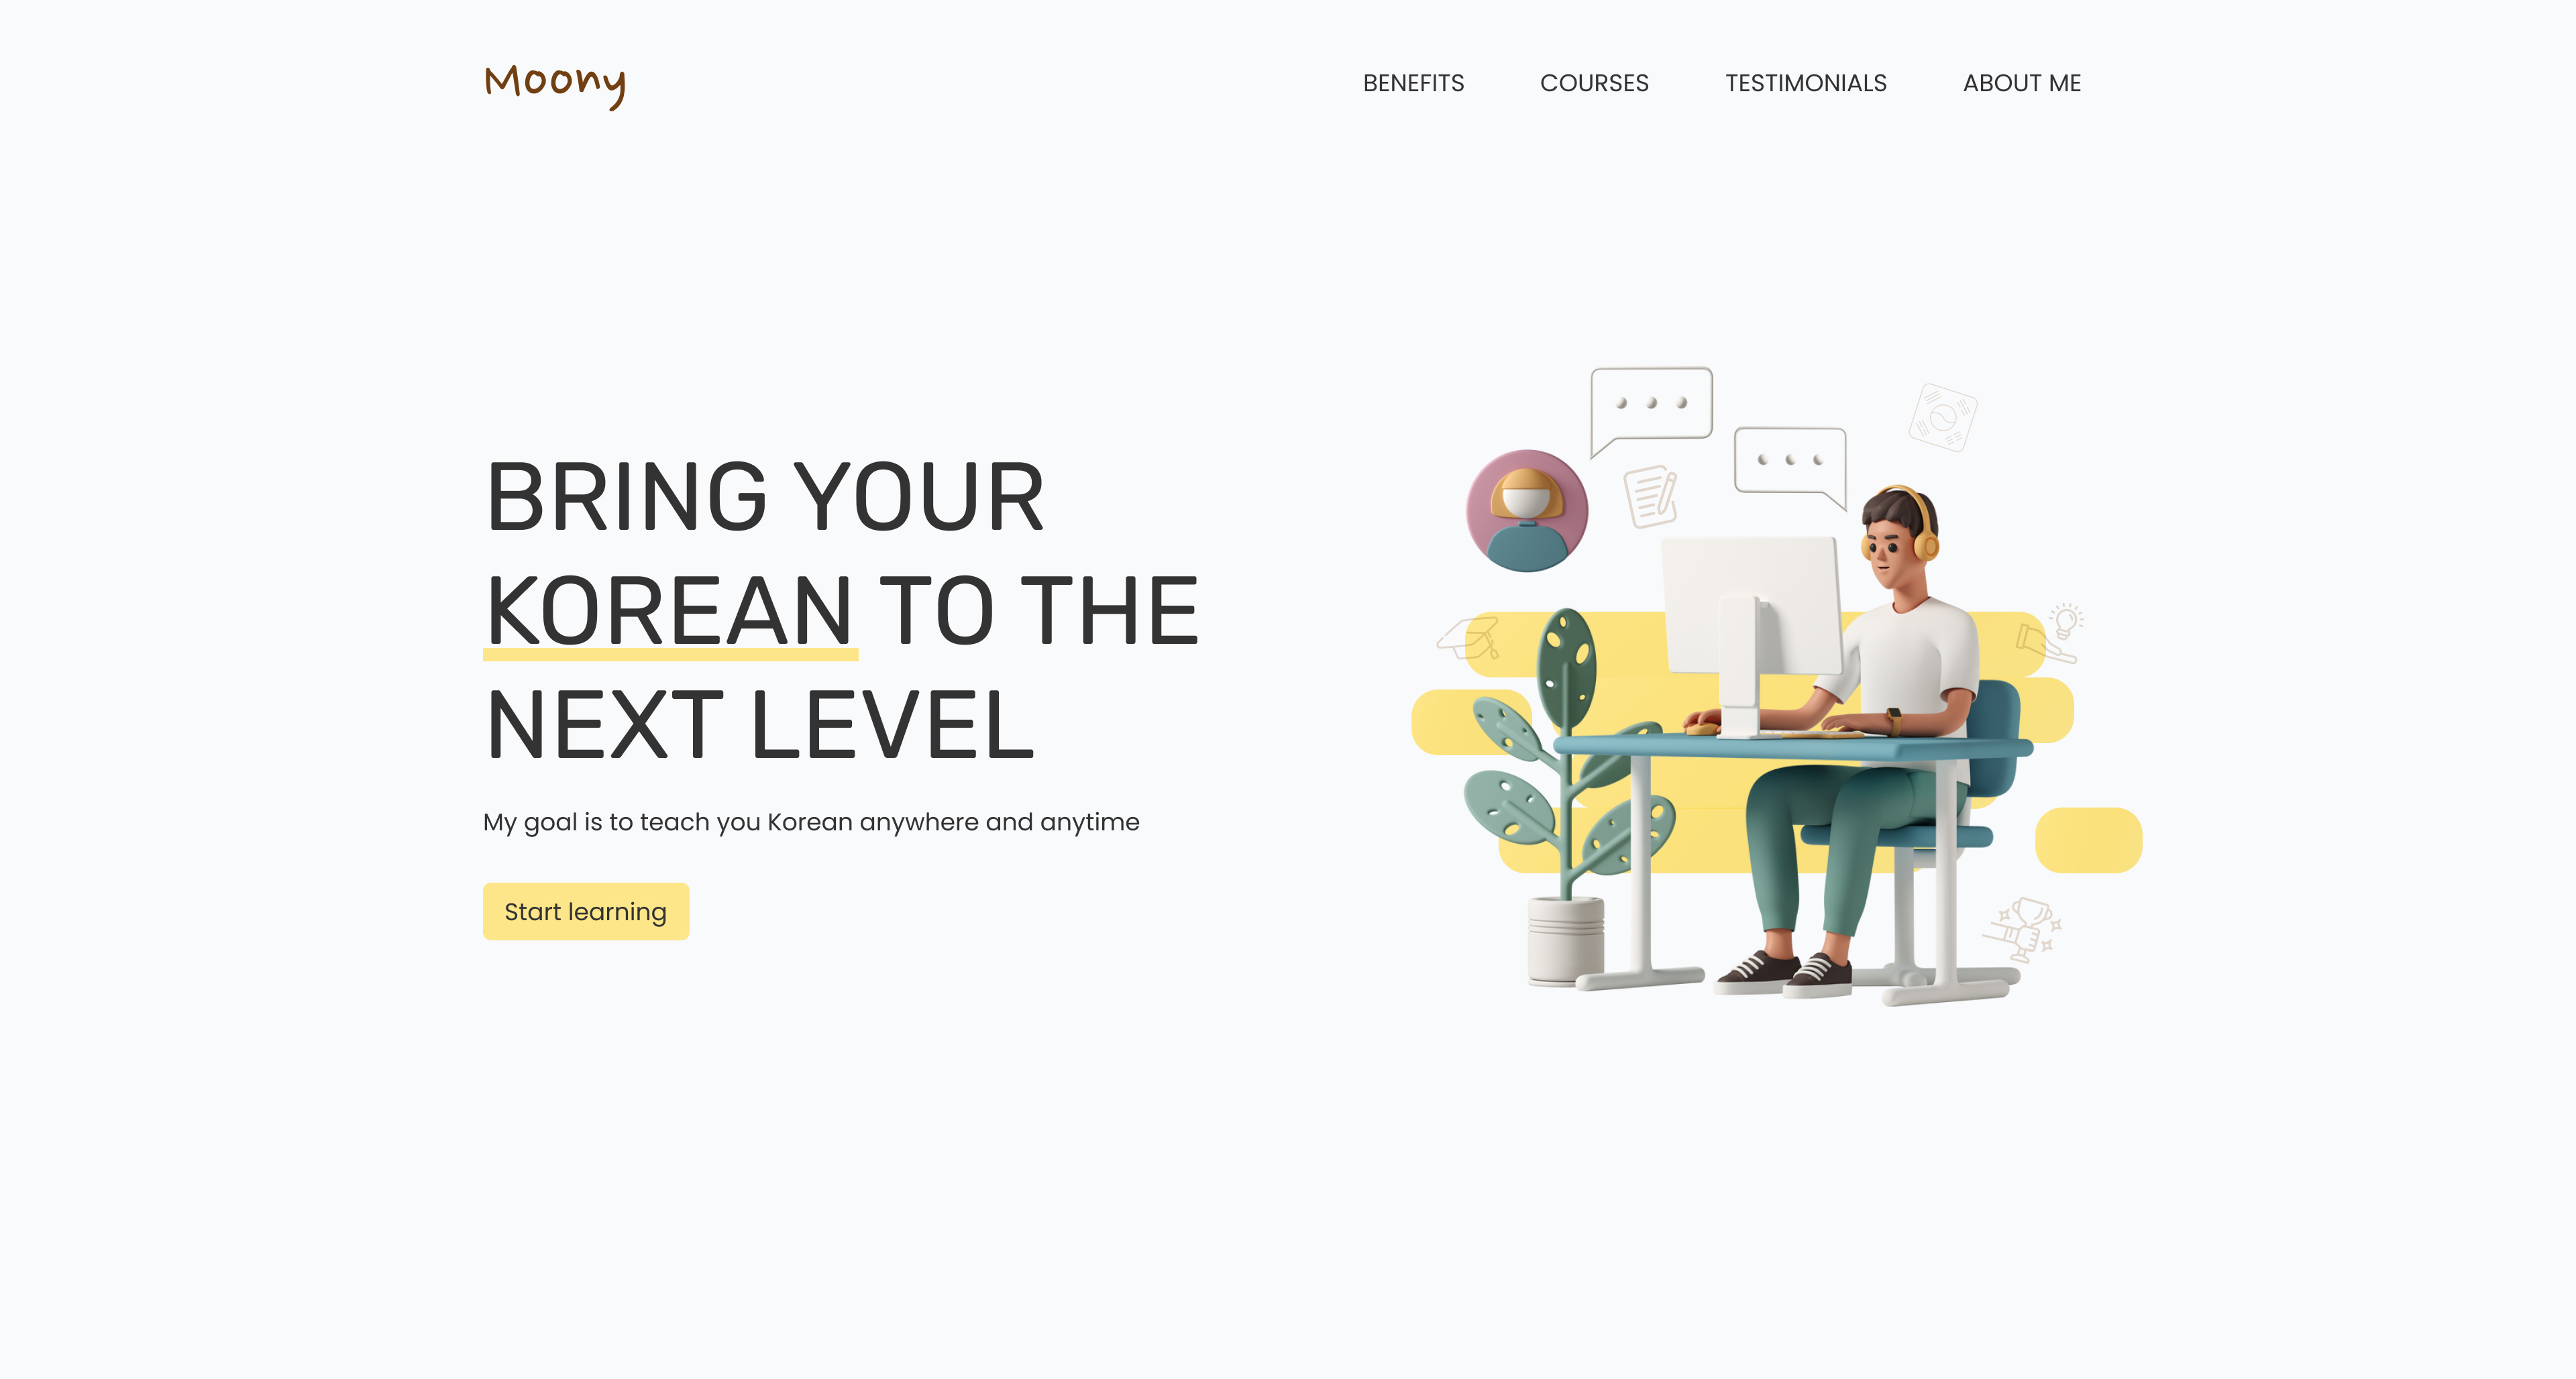 Moony
BENEFITS COURSES TESTIMONIALS ABOUT ME
BRING YOUR
KOREAN TO THE
NEXT LEVEL
My goal is to teach you Korean anywhere and anytime
Start learning